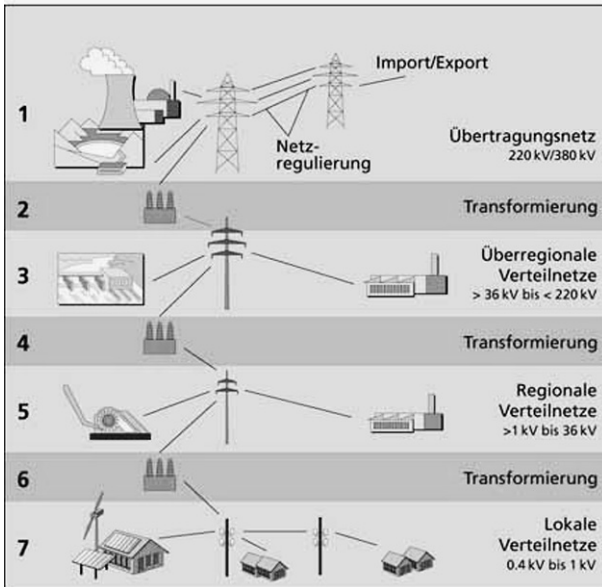 1
Import/Export
Netz-
regulierung
Übertragungsnetz
220 kV/380 kV
2
Transformierung
3
Überregionale
Verteilnetze
> 36 kV bis < 220 kV
4
Transformierung
5
Regionale
Verteilnetze
>1 kV bis 36 kV
6
Transformierung
7
Lokale
Verteilnetze
0.4 kV bis 1 kV